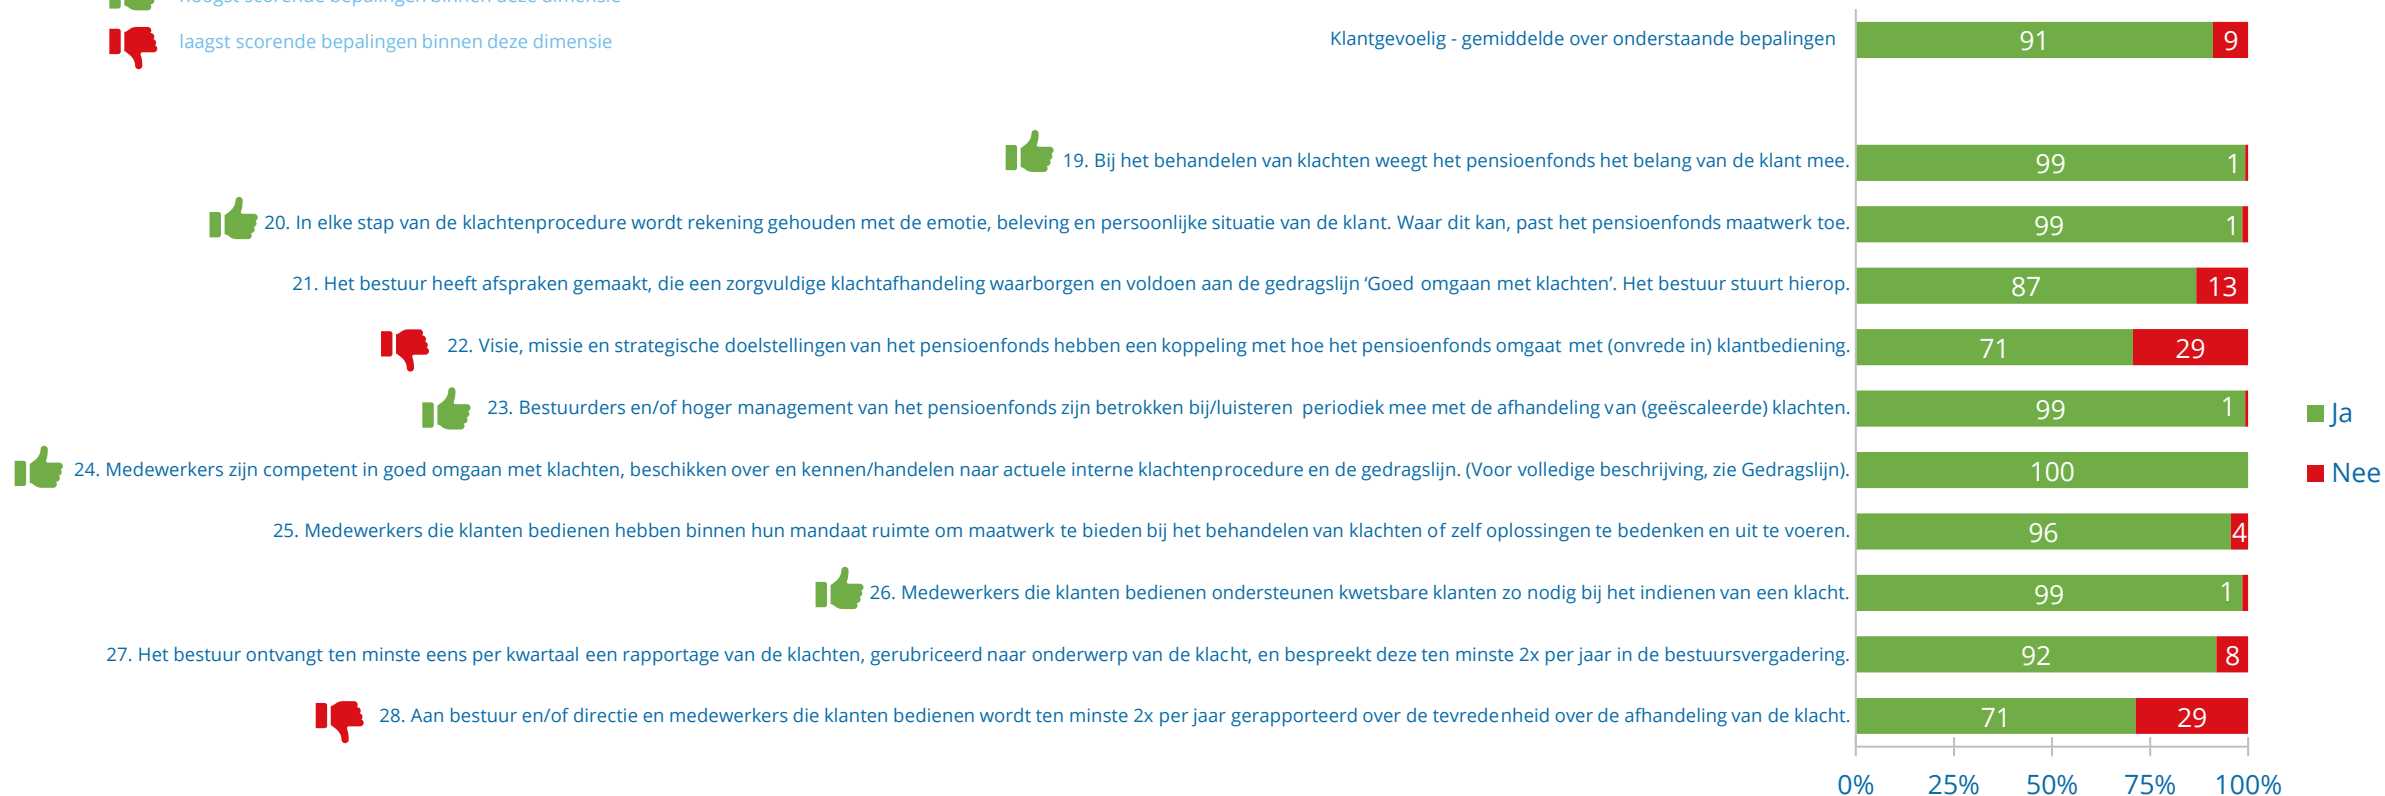 hoogst scorende bepalingen binnen deze dimensie
laagst scorende bepalingen binnen deze dimensie
Klantgevoelig - gemiddelde over onderstaande bepalingen 91 9
19. Bij het behandelen van klachten weegt het pensioenfonds het belang van de klant mee. 99 1
20. In elke stap van de klachtenprocedure wordt rekening gehouden met de emotie, beleving en persoonlijke situatie van de klant. Waar dit kan, past het pensioenfonds maatwerk toe. 99 1
21. Het bestuur heeft afspraken gemaakt, die een zorgvuldige klachtafhandeling waarborgen en voldoen aan de gedragslijn ‘Goed omgaan met klachten’. Het bestuur stuurt hierop. 87 13
22. Visie, missie en strategische doelstellingen van het pensioenfonds hebben een koppeling met hoe het pensioenfonds omgaat met (onvrede in) klantbediening. 71 29
23. Bestuurders en/of hoger management van het pensioenfonds zijn betrokken bij/luisteren periodiek mee met de afhandeling van (geëscaleerde) klachten. 99 1
24. Medewerkers zijn competent in goed omgaan met klachten, beschikken over en kennen/handelen naar actuele interne klachtenprocedure en de gedragslijn. (Voor volledige beschrijving, zie Gedragslijn). 100
25. Medewerkers die klanten bedienen hebben binnen hun mandaat ruimte om maatwerk te bieden bij het behandelen van klachten of zelf oplossingen te bedenken en uit te voeren. 96 4
26. Medewerkers die klanten bedienen ondersteunen kwetsbare klanten zo nodig bij het indienen van een klacht. 99 1
27. Het bestuur ontvangt ten minste eens per kwartaal een rapportage van de klachten, gerubriceerd naar onderwerp van de klacht, en bespreekt deze ten minste 2x per jaar in de bestuursvergadering. 92 8
28. Aan bestuur en/of directie en medewerkers die klanten bedienen wordt ten minste 2x per jaar gerapporteerd over de tevredenheid over de afhandeling van de klacht. 71 29
0% 25% 50% 75% 100%
Ja
Nee